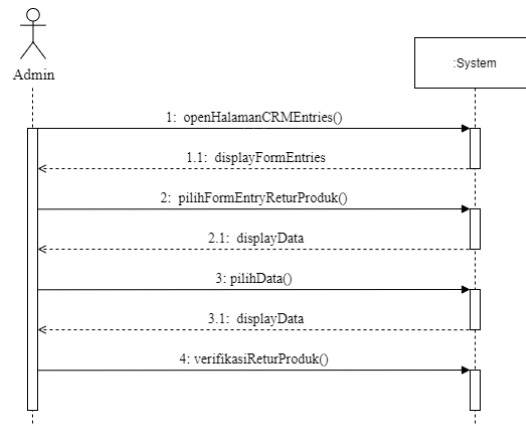 Admin
:System
1: openHalamanCRMEntries()
1.1: displayFormEntries
2: pilihFormEntryReturProduk()
2.1: displayData
3: pilihData()
3.1: displayData
4: verifikasiReturProduk()